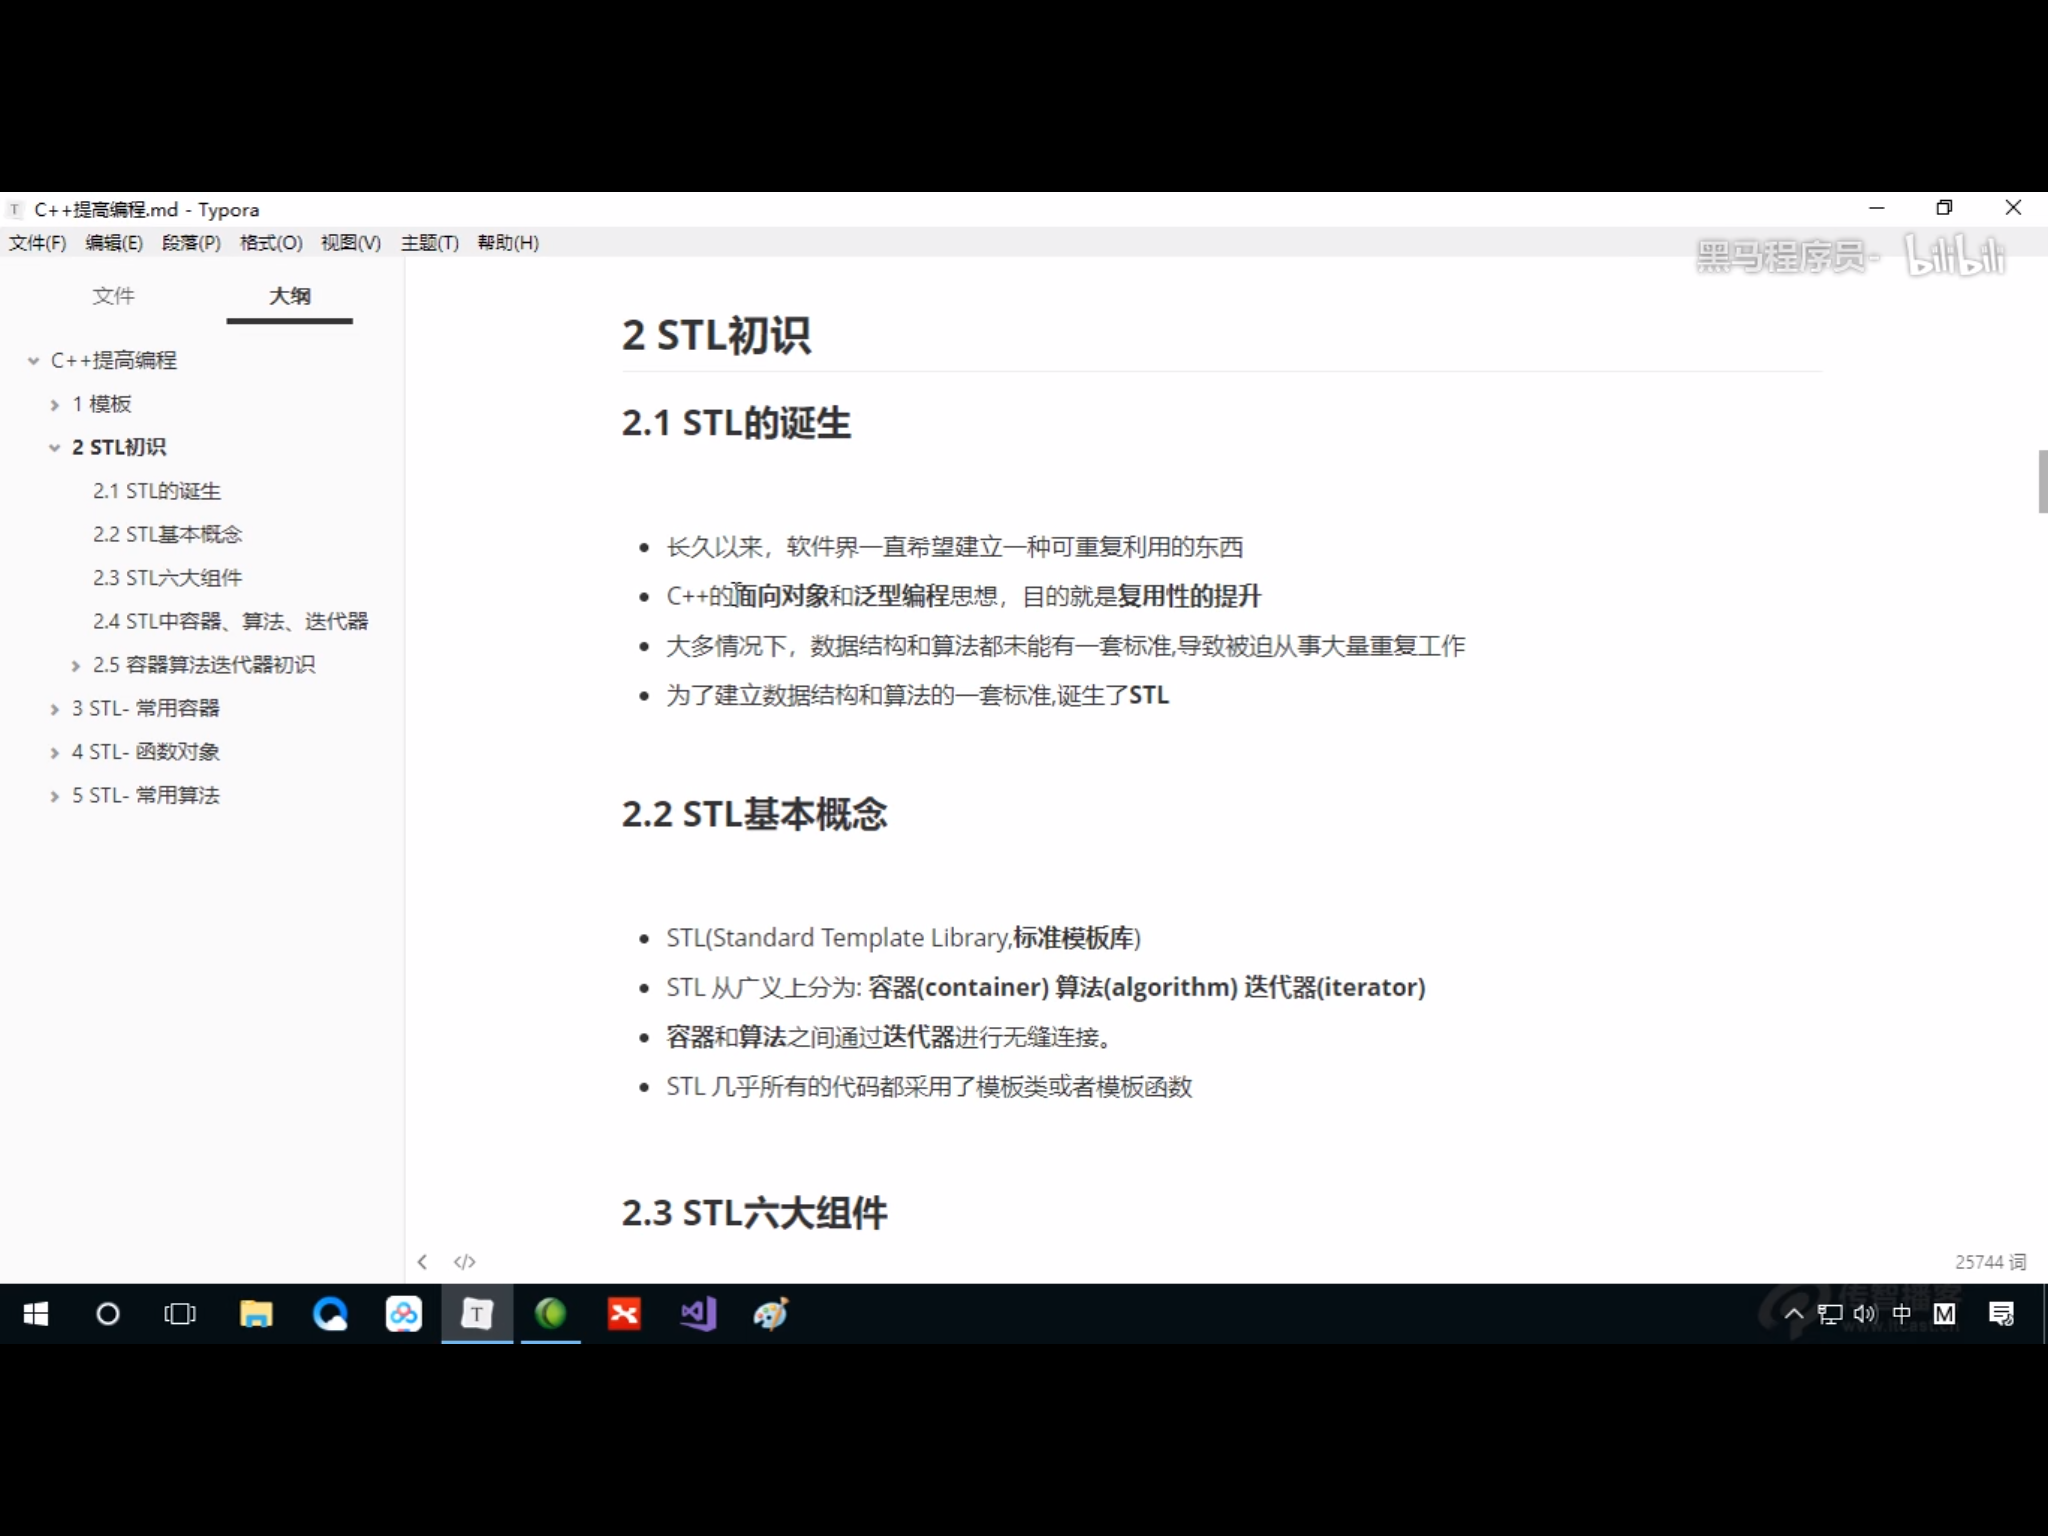 C++提高编程.md - Typora
文件(F) 编辑(E) 段落(P) 格式(O) 视图(V) 主题(T) 帮助(H)
黑马程序员- bilibili
文件 大纲
C++提高编程
1 模板
2 STL初识
2.1 STL的诞生
2.2 STL基本概念
2.3 STL六大组件
2.4 STL中容器、算法、迭代器
2.5 容器算法迭代器初识
3 STL- 常用容器
4 STL- 函数对象
5 STL- 常用算法
2 STL初识
2.1 STL的诞生
长久以来，软件界一直希望建立一种可重复利用的东西
C++的面向对象和泛型编程思想，目的就是复用性的提升
大多情况下，数据结构和算法都未能有一套标准,导致被迫从事大量重复工作
为了建立数据结构和算法的一套标准,诞生了STL
2.2 STL基本概念
STL(Standard Template Library,标准模板库)
STL 从广义上分为: 容器(container) 算法(algorithm) 迭代器(iterator)
容器和算法之间通过迭代器进行无缝连接。
STL 几乎所有的代码都采用了模板类或者模板函数
2.3 STL六大组件
25744 词
传智播客
www.itcast.cn
中 M